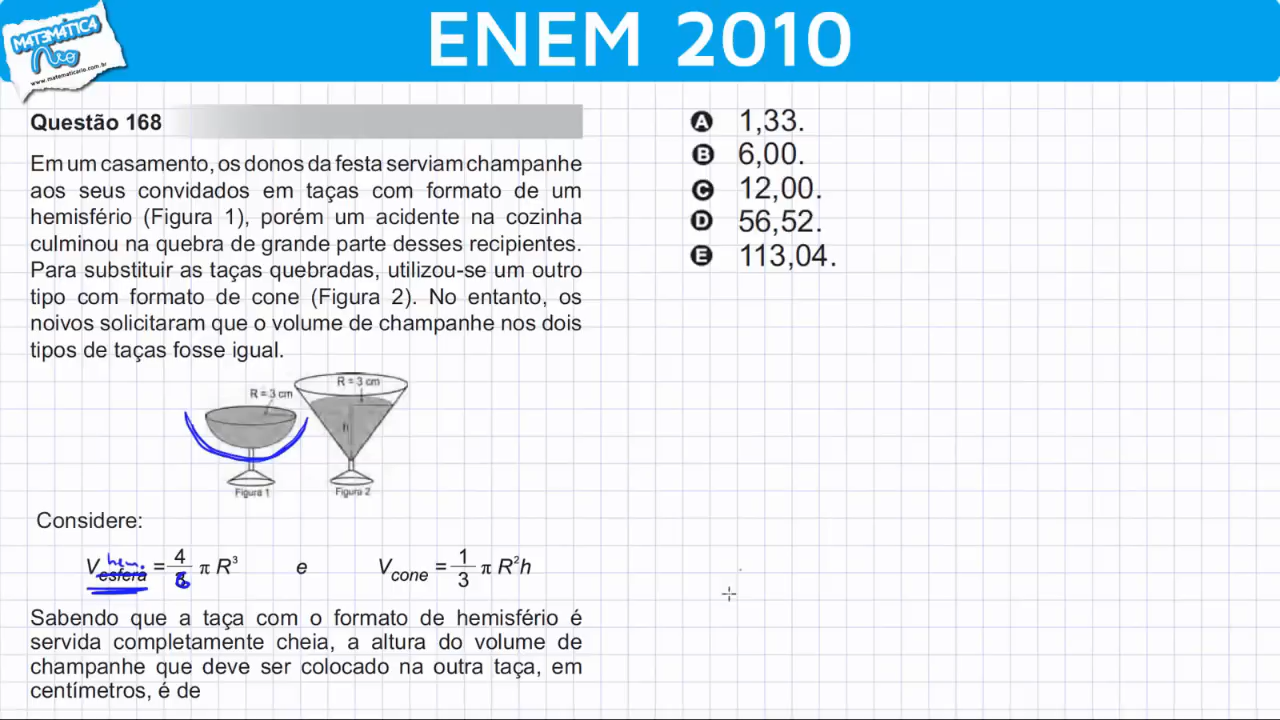 ENEM 2010
MATEMÁTICA
Rio
www.matematicario.com.br
Questão 168
Em um casamento, os donos da festa serviam champanhe
aos seus convidados em taças com formato de um
hemisfério (Figura 1), porém um acidente na cozinha
culminou na quebra de grande parte desses recipientes.
Para substituir as taças quebradas, utilizou-se um outro
tipo com formato de cone (Figura 2). No entanto, os
noivos solicitaram que o volume de champanhe nos dois
tipos de taças fosse igual.
R = 3 cm
R = 3 cm
h
Figura 1
Figura 2
Considere:
hem.
V esfera = 4/6 π R³ e V cone = 1/3 π R²h
Sabendo que a taça com o formato de hemisfério é
servida completamente cheia, a altura do volume de
champanhe que deve ser colocado na outra taça, em
centímetros, é de
A 1,33.
B 6,00.
C 12,00.
D 56,52.
E 113,04.